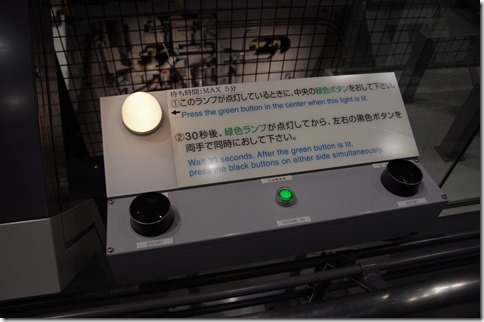 待ち時間:MAX 5分
①このランプが点灯しているときに、中央の緑色ボタンをおして下さい。
Press the green button in the center when this light is lit.
②30秒後、緑色ランプが点灯してから、左右の黒色ボタンを
両手で同時におして下さい。
Wait 30 seconds. After the green button is lit,
press the black buttons on either side simultaneously.